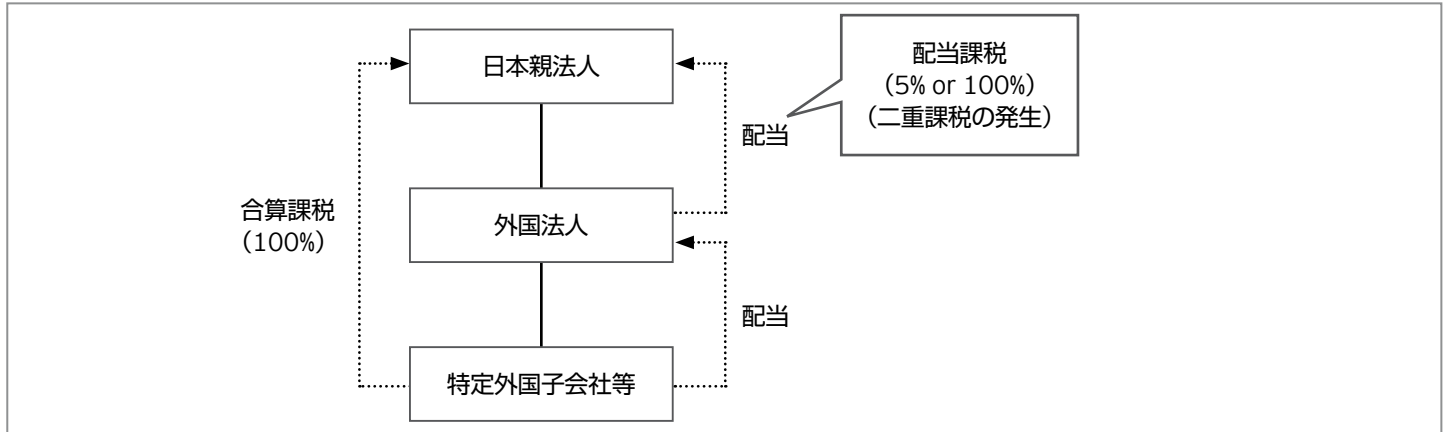 日本親法人
配当課税
（5% or 100%）
（二重課税の発生）
配当
合算課税
（100%）
外国法人
配当
特定外国子会社等